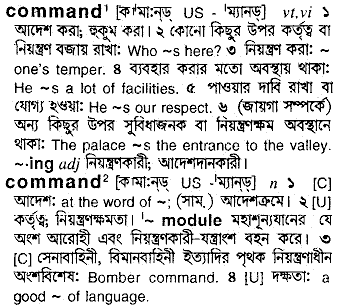 command¹ [কামা:ন্ড্ US - 'ম্যান্ড্] vt,vi ১
আদেশ করা; হুকুম করা। ২ কোনো কিছুর উপর কর্তৃত্ব বা
নিয়ন্ত্রণ বজায় রাখা: Who ~s here? ৩ নিয়ন্ত্রণ করা: ~
one's temper. ৪ ব্যবহার করার মতো অবস্থায় থাকা:
He ~s a lot of facilities. ৫ পাওয়ার দাবি রাখা বা
যোগ্য হওয়া: He ~s our respect. ৬ (জায়গা সম্পর্কে)
অন্য কিছুর উপর সুবিধাজনক বা নিয়ন্ত্রণক্ষম অবস্থানে
থাকা: The palace ~s the entrance to the valley.
~·ing adj নিয়ন্ত্রণকারী; আদেশদানকারী।
command² [কামা:ন্ড্ US -'ম্যান্ড্] n ১ [C]
আদেশ: at the word of ~; (সাম.) আদেশক্রমে। ২ [U]
কর্তৃত্ব; নিয়ন্ত্রণক্ষমতা। '~ module মহাশূন্যযানের যে
অংশ আরোহী এবং নিয়ন্ত্রণকারী-যন্ত্রাংশ বহন করে। ৩
[C] সেনাবাহিনী, বিমানবাহিনী ইত্যাদির পৃথক নিয়ন্ত্রণাধীন
অংশবিশেষ: Bomber command. ৪ [U] দক্ষতা: a
good ~ of language.